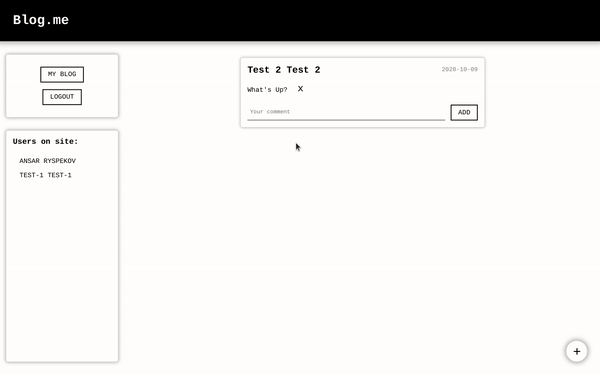 Blog.me
MY BLOG
LOGOUT
Users on site:
ANSAR RYSPEKOV
TEST-1 TEST-1
Test 2 Test 2 2020-10-09
What's Up? X
Your comment ADD
+